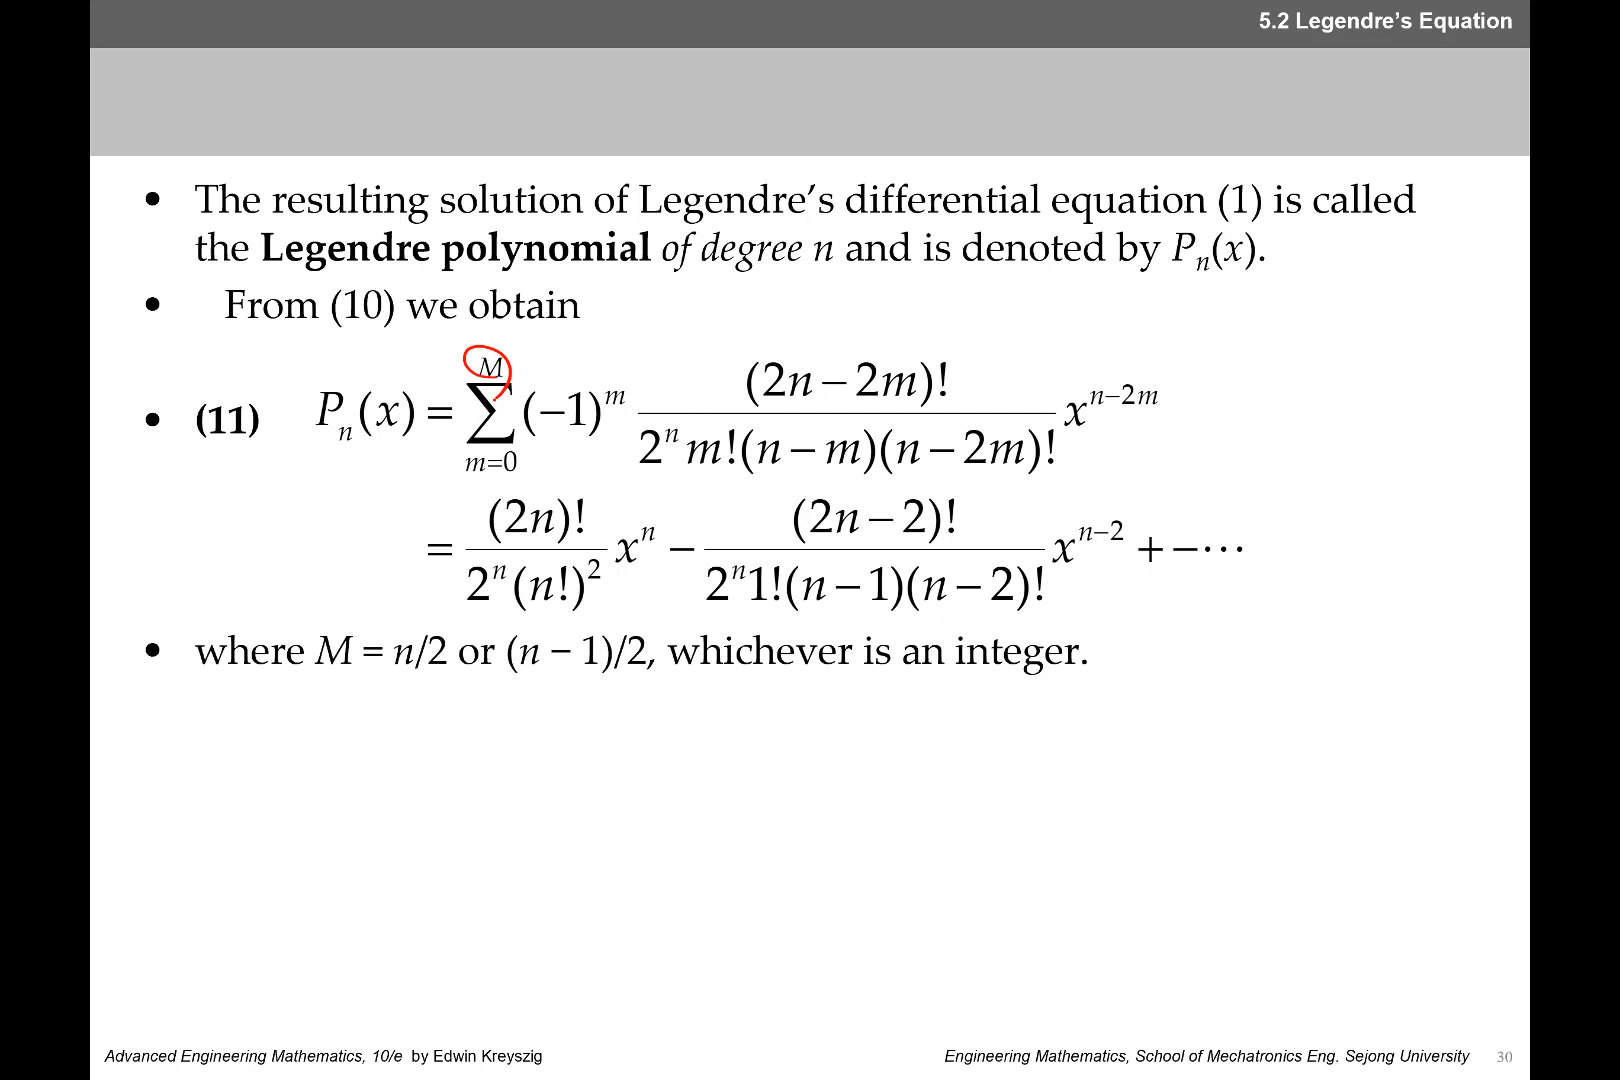 5.2 Legendre's Equation
• The resulting solution of Legendre's differential equation (1) is called
the Legendre polynomial of degree n and is denoted by Pₙ(x).
• From (10) we obtain
• (11) Pₙ(x) = ∑_{m=0}^{M} (−1)^m \frac{(2n − 2m)!}{2^n m!(n − m)(n − 2m)!} x^{n−2m}
= \frac{(2n)!}{2^n (n!)^2} x^n − \frac{(2n − 2)!}{2^n 1!(n − 1)(n − 2)!} x^{n−2} + − ⋯
• where M = n/2 or (n − 1)/2, whichever is an integer.
Advanced Engineering Mathematics, 10/e by Edwin Kreyszig
Engineering Mathematics, School of Mechatronics Eng. Sejong University 30